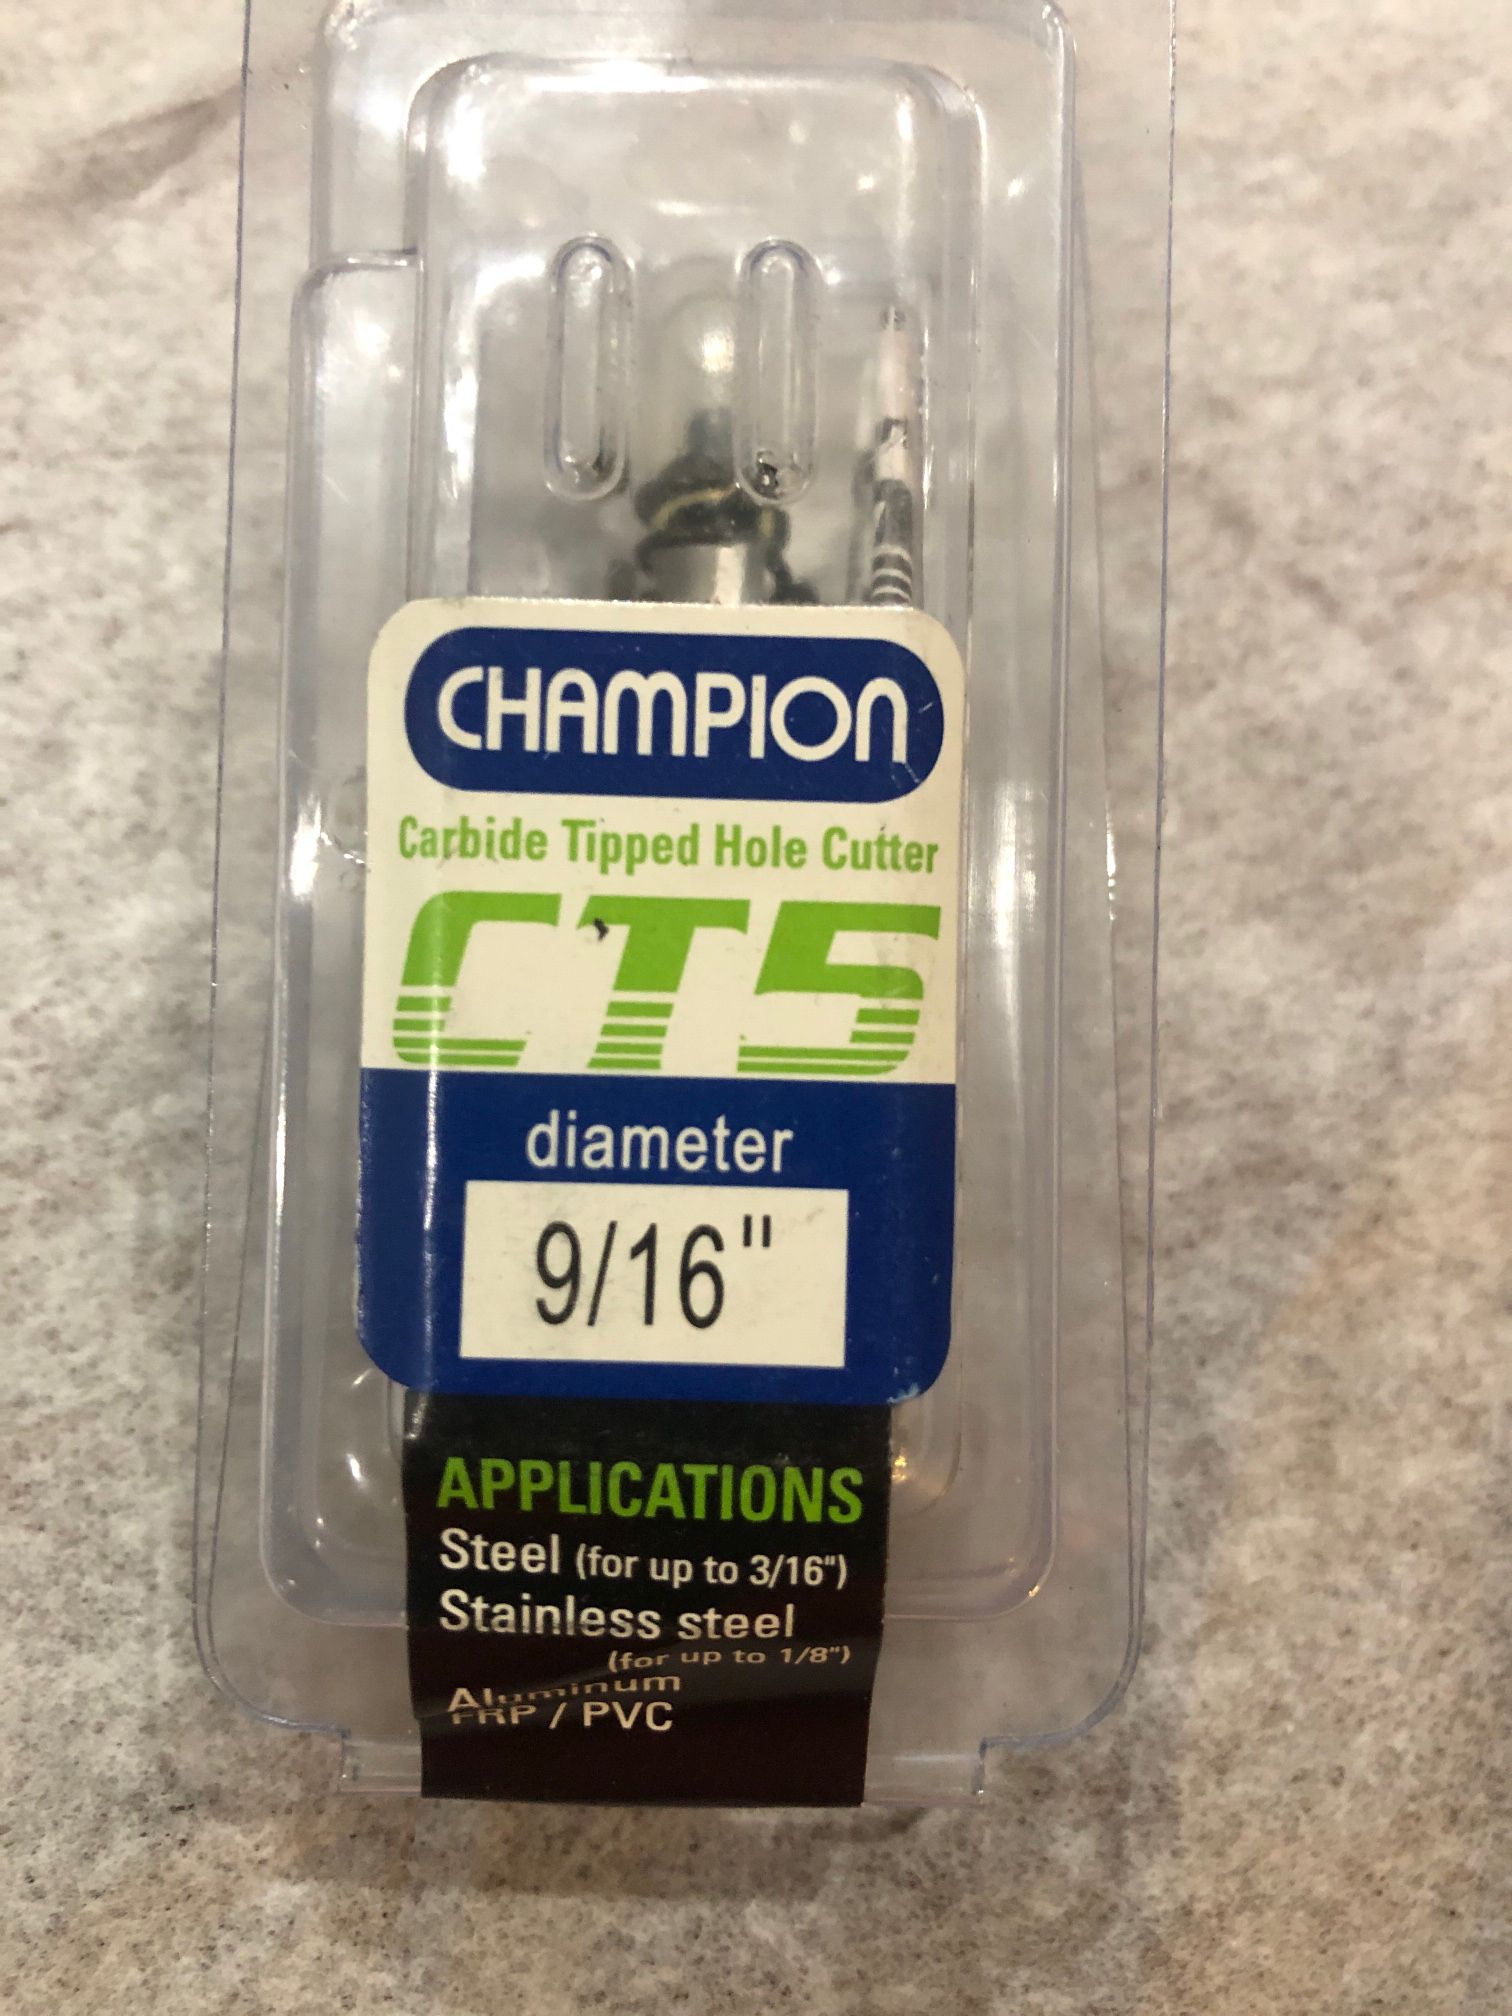 CHAMPION
Carbide Tipped Hole Cutter
CT5
diameter
9/16"
APPLICATIONS
Steel (for up to 3/16")
Stainless steel
(for up to 1/8")
Aluminum
FRP / PVC